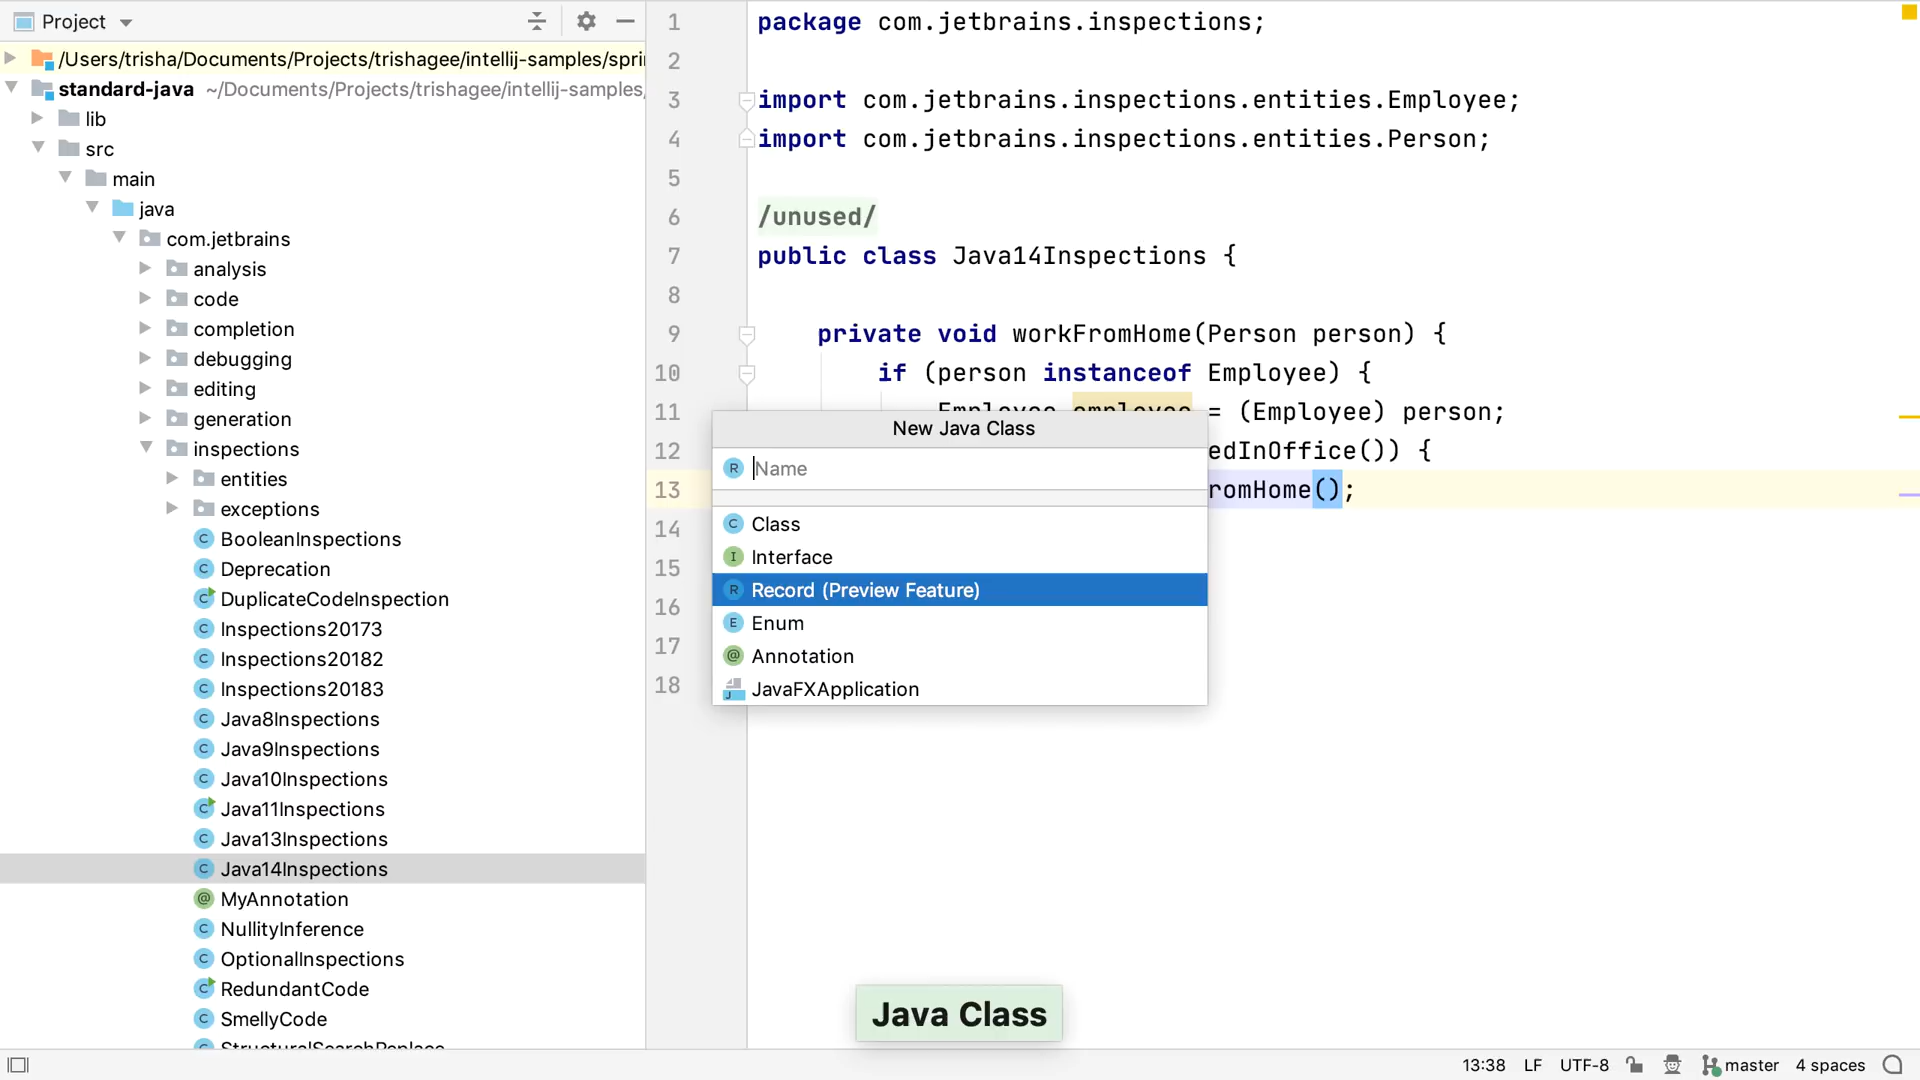 Project
/Users/trisha/Documents/Projects/trishagee/intellij-samples/spri
standard-java ~/Documents/Projects/trishagee/intellij-samples/
lib
src
main
java
com.jetbrains
analysis
code
completion
debugging
editing
generation
inspections
entities
exceptions
BooleanInspections
Deprecation
DuplicateCodeInspection
Inspections20173
Inspections20182
Inspections20183
Java8Inspections
Java9Inspections
Java10Inspections
Java11Inspections
Java13Inspections
Java14Inspections
MyAnnotation
NullityInference
OptionalInspections
RedundantCode
SmellyCode
StructuralSearchReplace
1 package com.jetbrains.inspections;
2
3 import com.jetbrains.inspections.entities.Employee;
4 import com.jetbrains.inspections.entities.Person;
5
6 /unused/
7 public class Java14Inspections {
8
9 private void workFromHome(Person person) {
10 if (person instanceof Employee) {
11 Employee employee = (Employee) person;
12 edInOffice()) {
13 romHome();
14
15
16
17
18
New Java Class
R Name
C Class
I Interface
R Record (Preview Feature)
E Enum
@ Annotation
J JavaFXApplication
Java Class
13:38 LF UTF-8 master 4 spaces